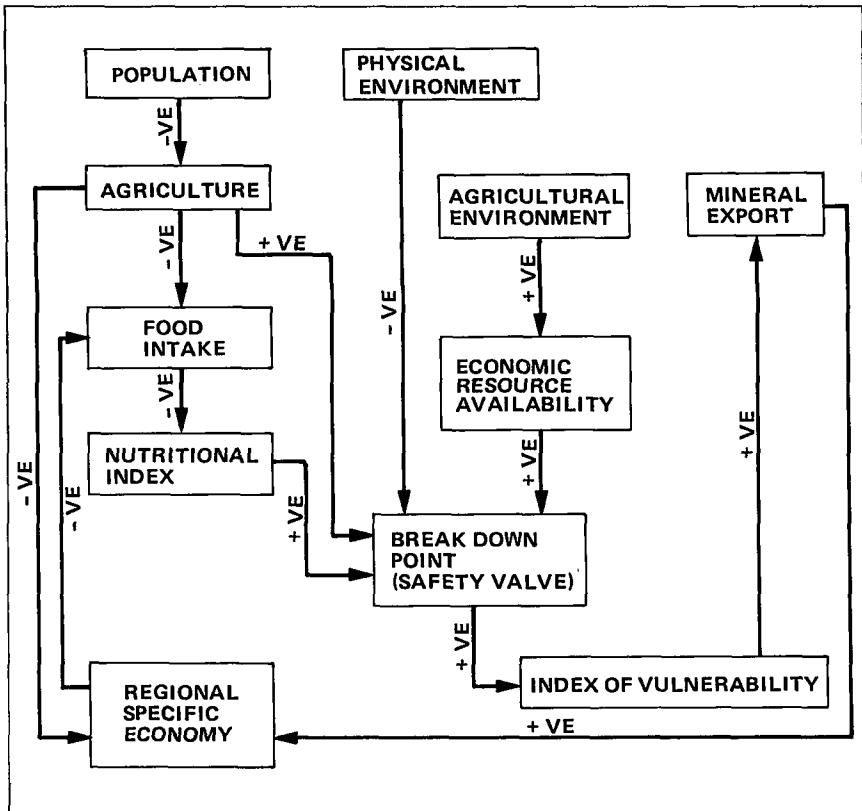 POPULATION
PHYSICAL
ENVIRONMENT
-VE
AGRICULTURE
AGRICULTURAL
ENVIRONMENT
MINERAL
EXPORT
- VE
+ VE
- VE
+ VE
FOOD
INTAKE
ECONOMIC
RESOURCE
AVAILABILITY
-VE
+ VE
+ VE
NUTRITIONAL
INDEX
- VE
- VE
+ VE
BREAK DOWN
POINT
(SAFETY VALVE)
+ VE
REGIONAL
SPECIFIC
ECONOMY
INDEX OF VULNERABILITY
+ VE